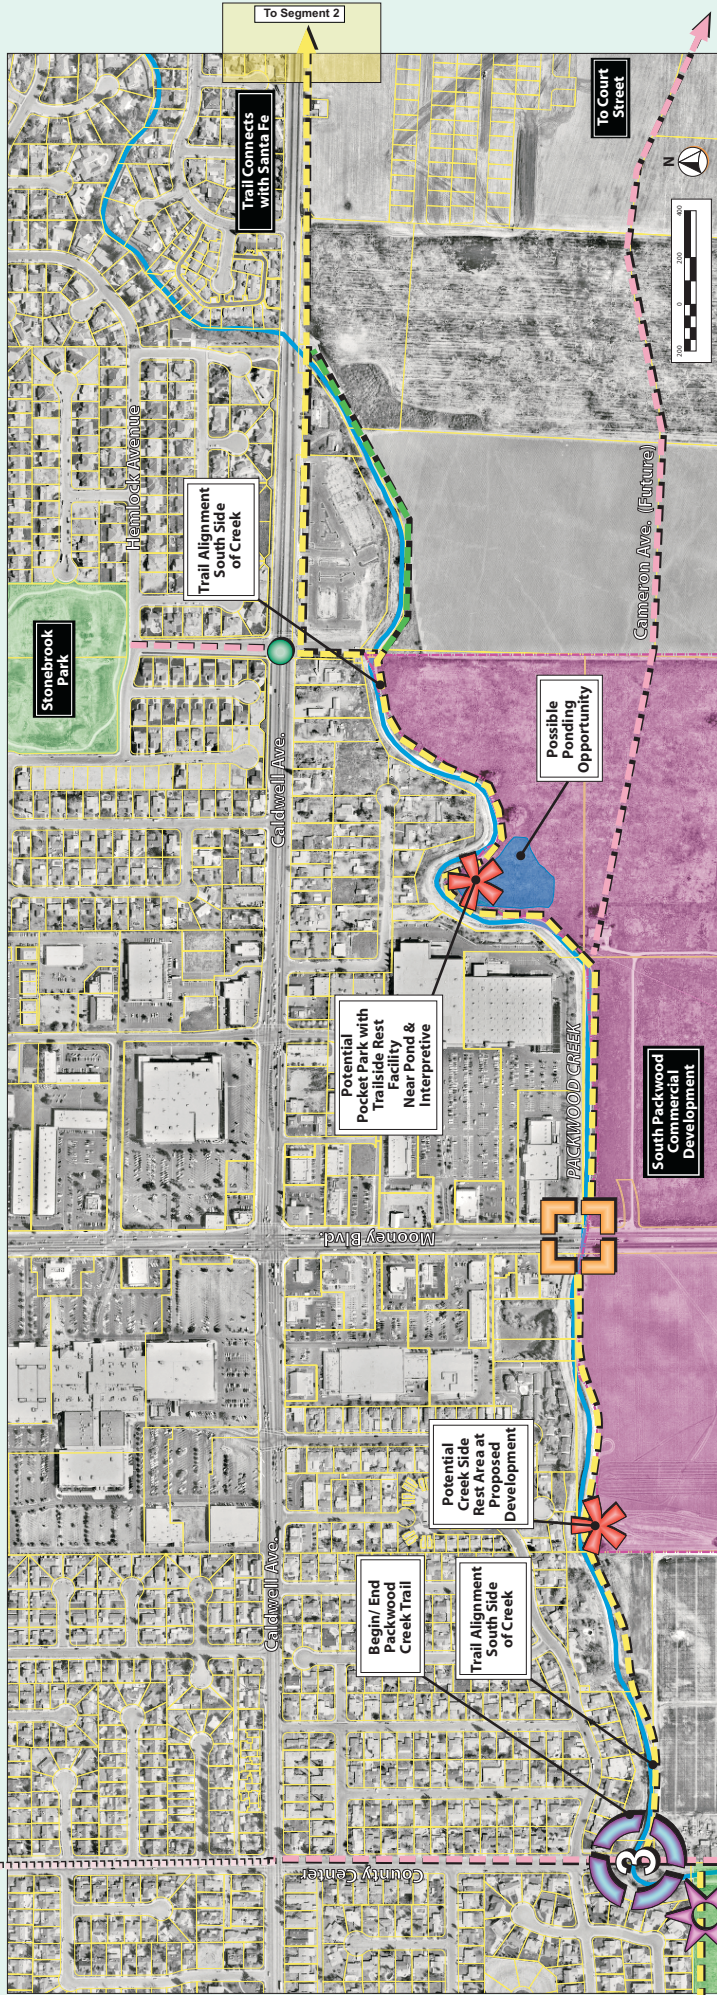 To Segment 2
Trail Connects
with Santa Fe
To Court
Street
N
200
0
200
400
Hemlock Avenue
Trail Alignment
South Side
of Creek
Cameron Ave. (Future)
Stonebrook
Park
Caldwell Ave.
Possible
Ponding
Opportunity
Potential
Pocket Park with
Trailside Rest
Facility
Near Pond &
Interpretive
PACKWOOD CREEK
South Packwood
Commercial
Development
Mooney Blvd.
Potential
Creek Side
Rest Area at
Proposed
Development
Caldwell Ave.
Begin/ End
Packwood
Creek Trail
Trail Alignment
South Side
of Creek
County Center
3